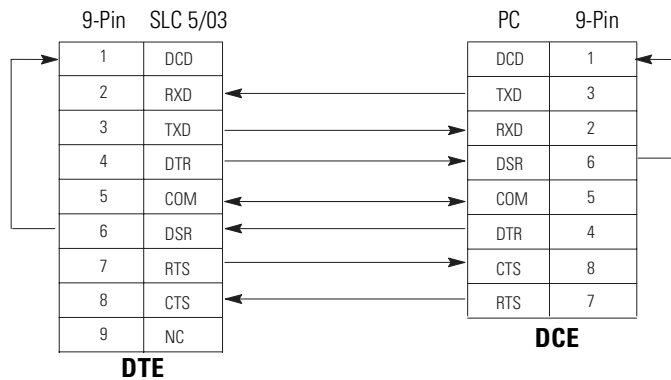 9-Pin SLC 5/03 PC 9-Pin
1 DCD DCD 1
2 RXD TXD 3
3 TXD RXD 2
4 DTR DSR 6
5 COM COM 5
6 DSR DTR 4
7 RTS CTS 8
8 CTS RTS 7
9 NC DCE
DTE